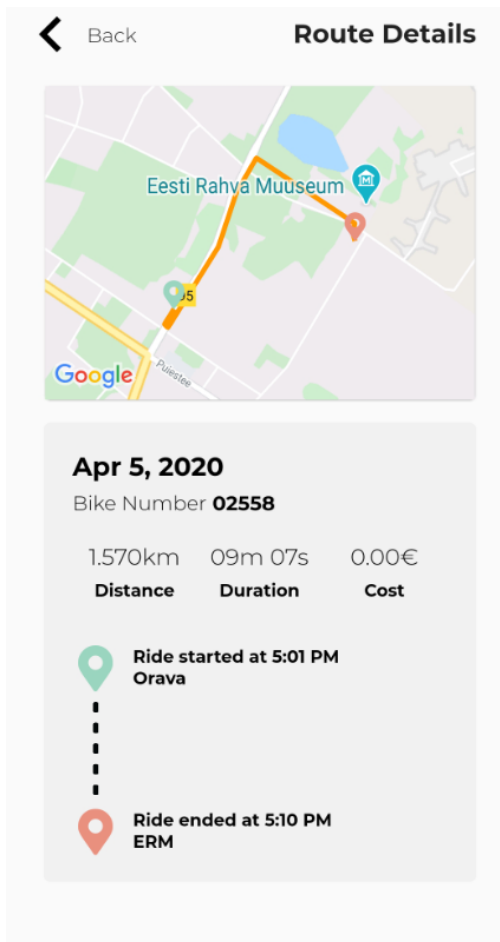 Back
Route Details
Eesti Rahva Muuseum
95
Puiestee
Google
Apr 5, 2020
Bike Number 02558
1.570km 09m 07s 0.00€
Distance Duration Cost
Ride started at 5:01 PM
Orava
Ride ended at 5:10 PM
ERM